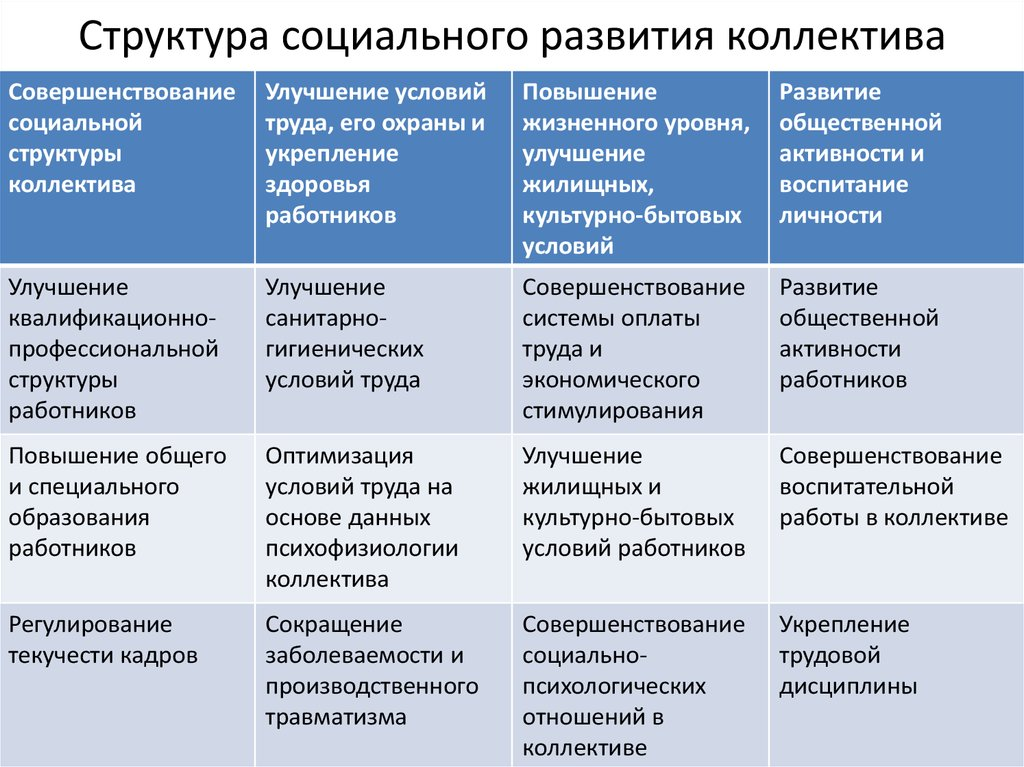 Структура социального развития коллектива
Совершенствование
социальной
структуры
коллектива
Улучшение условий
труда, его охраны и
укрепление
здоровья
работников
Повышение
жизненного уровня,
улучшение
жилищных,
культурно-бытовых
условий
Развитие
общественной
активности и
воспитание
личности
Улучшение
квалификационно-
профессиональной
структуры
работников
Улучшение
санитарно-
гигиенических
условий труда
Совершенствование
системы оплаты
труда и
экономического
стимулирования
Развитие
общественной
активности
работников
Повышение общего
и специального
образования
работников
Оптимизация
условий труда на
основе данных
психофизиологии
коллектива
Улучшение
жилищных и
культурно-бытовых
условий работников
Совершенствование
воспитательной
работы в коллективе
Регулирование
текучести кадров
Сокращение
заболеваемости и
производственного
травматизма
Совершенствование
социально-
психологических
отношений в
коллективе
Укрепление
трудовой
дисциплины